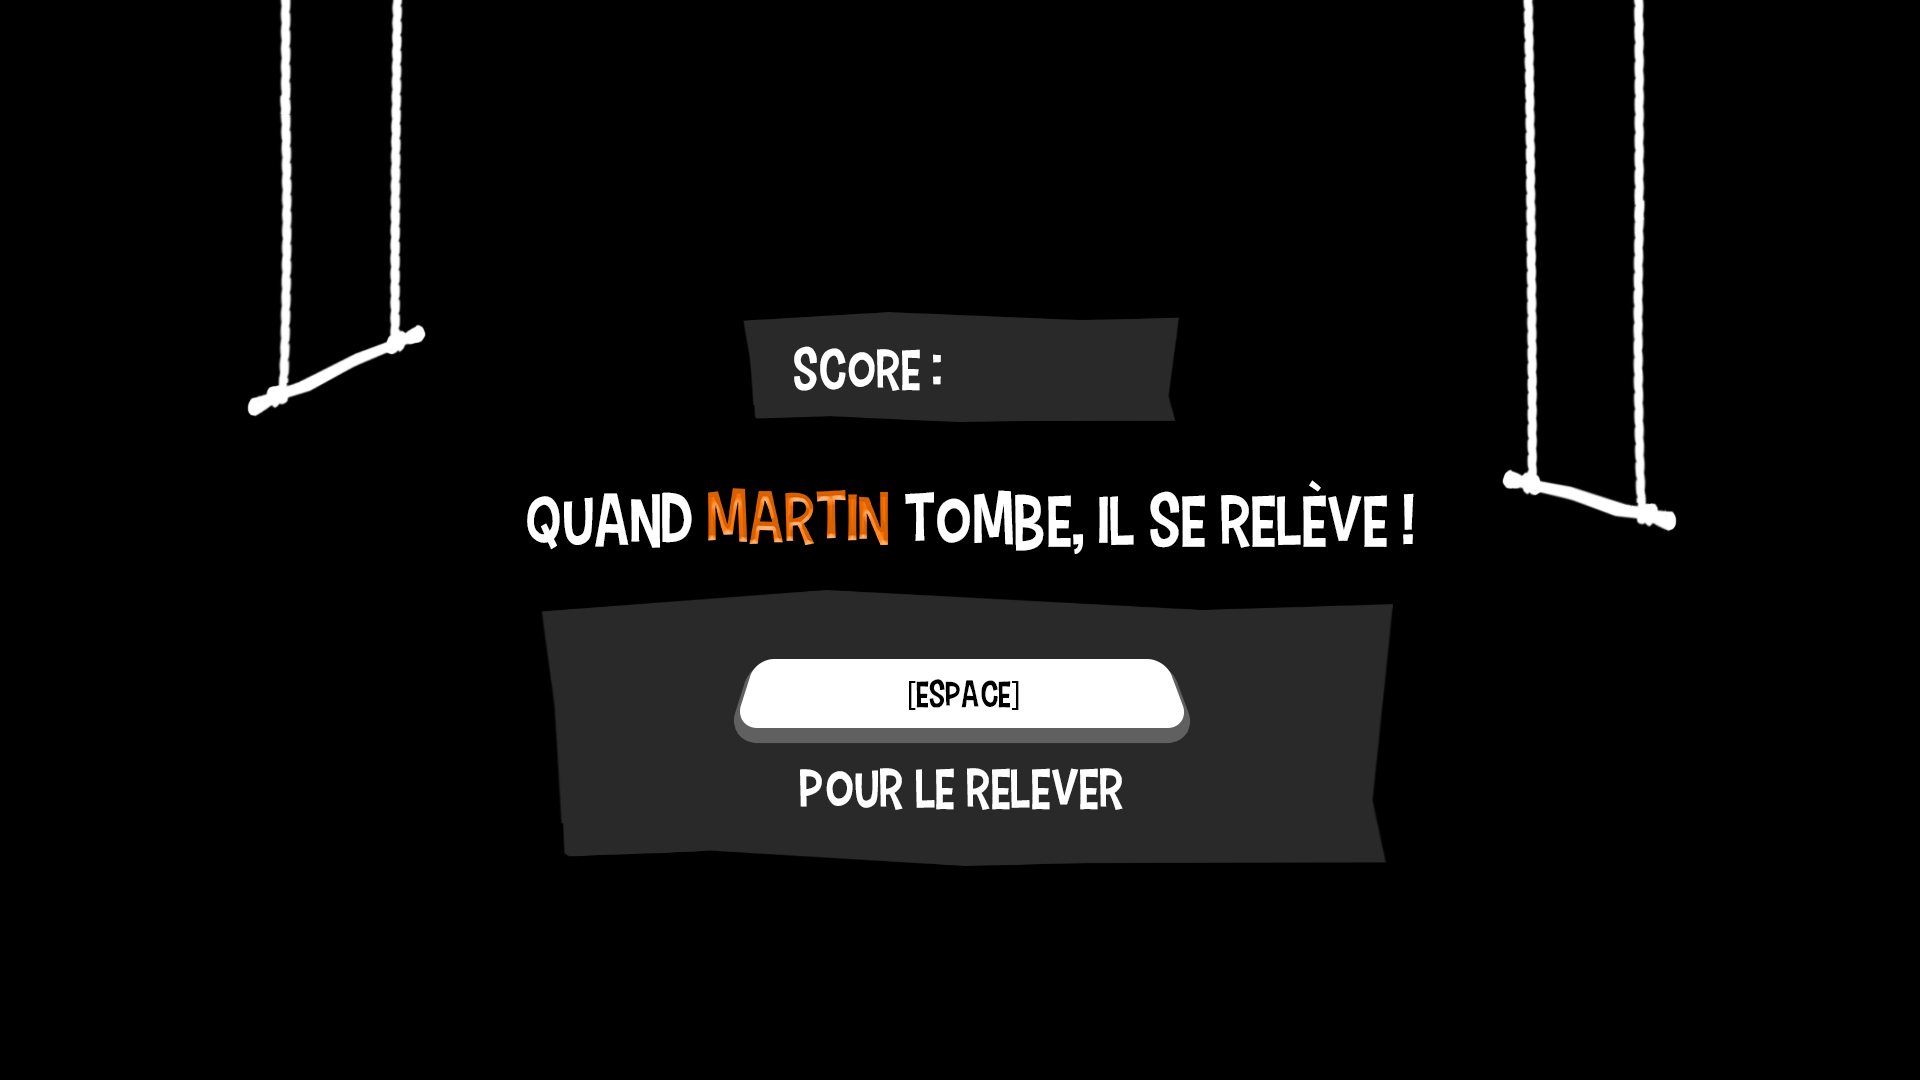 SCORE :
QUAND MARTIN TOMBE, IL SE RELÈVE !
[ESPACE]
POUR LE RELEVER